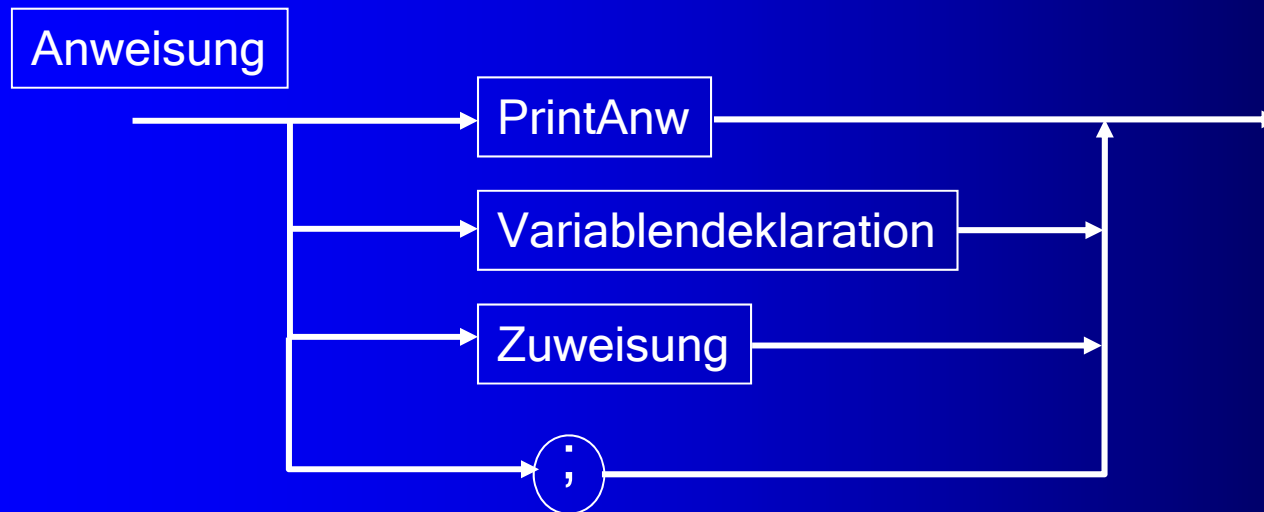 Anweisung
PrintAnw
Variablendeklaration
Zuweisung
;